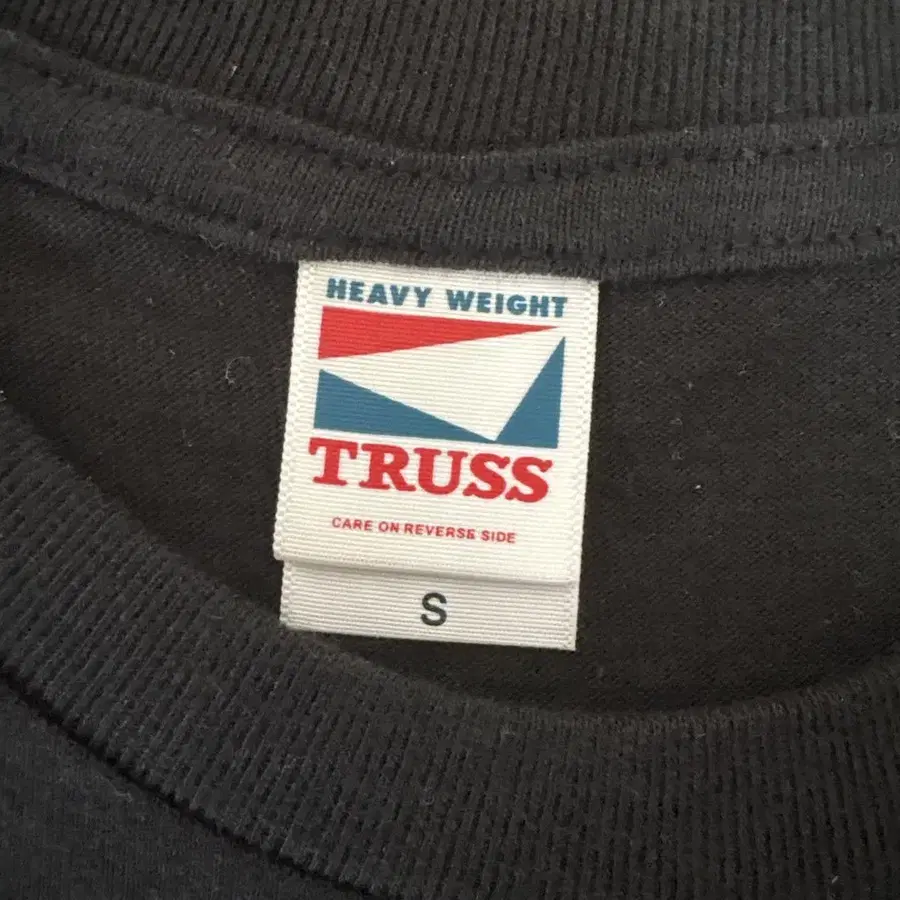 HEAVY WEIGHT
TRUSS
CARE ON REVERSE SIDE
S